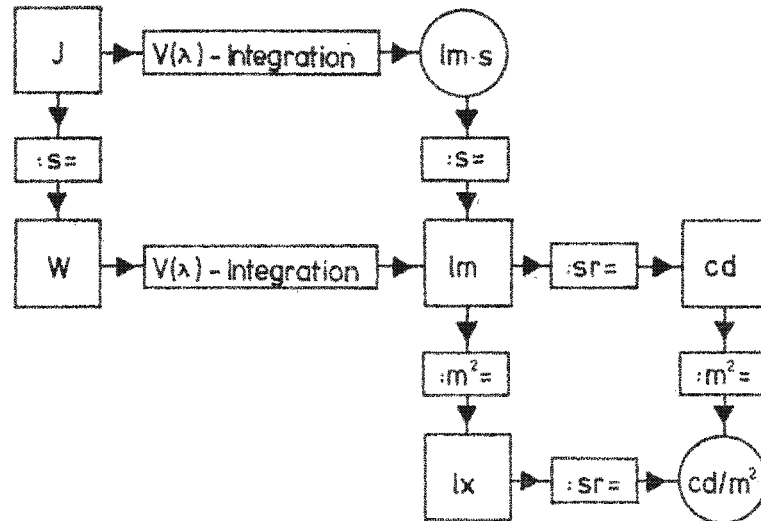 J V(λ)-Integration lm·s
:s= :s=
W V(λ)-Integration lm :sr= cd
:m²= :m²=
lx :sr= cd/m²